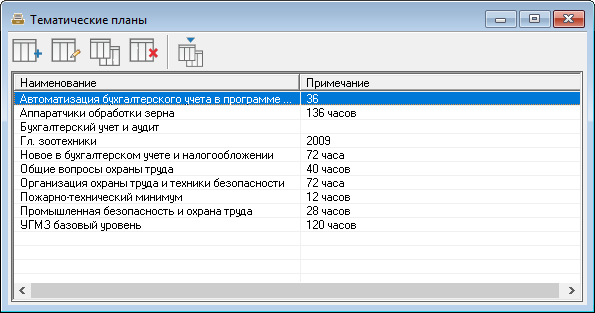 Тематические планы
Наименование Примечание
Автоматизация бухгалтерского учета в программе ... 36
Аппаратчики обработки зерна 136 часов
Бухгалтерский учет и аудит
Гл. зоотехники 2009
Новое в бухгалтерском учете и налогообложении 72 часа
Общие вопросы охраны труда 40 часов
Организация охраны труда и техники безопасности 72 часа
Пожарно-технический минимум 12 часов
Промышленная безопасность и охрана труда 28 часов
УГМЗ базовый уровень 120 часов